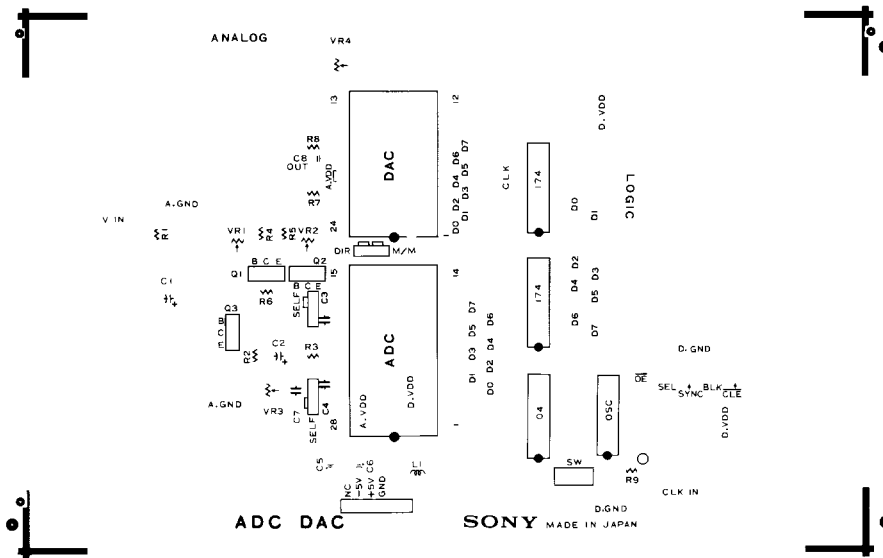 ANALOG
VR4
13
12
D.VDD
R8
C8
OUT
A.VDD
DAC
D7
D6
D5
D4
D3
D2
D1
D0
CLK
174
LOGIC
D0
D1
R7
A.GND
V IN
R1
VR1
R4
R5
VR2
24
1
DIR
M/M
B C E
Q1
Q2
B C E
15
14
C1
R6
SELF
C3
Q3
B
C
E
R2
C2
R3
ADC
D7
D6
D5
D4
D3
D2
D1
D0
174
D2
D3
D4
D5
D6
D7
D.GND
A.GND
VR3
C7
SELF
C4
28
A.VDD
D.VDD
1
04
OSC
OE
SEL
SYNC
BLK
CLE
D.VDD
C5
C6
L1
SW
R9
NC
-5V
+5V
GND
CLK IN
D.GND
ADC DAC
SONY MADE IN JAPAN